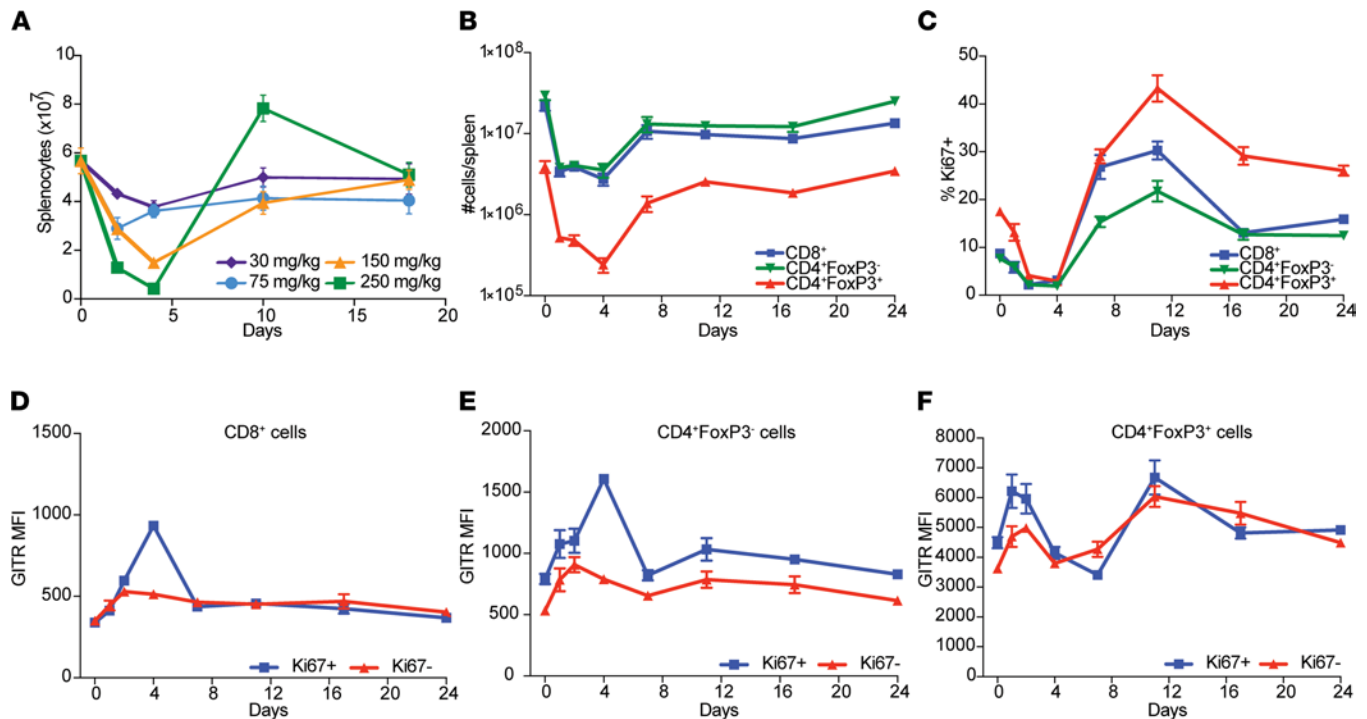 A
Splenocytes (x10⁷)
10
8
6
4
2
0
30 mg/kg 150 mg/kg
75 mg/kg 250 mg/kg
0 5 10 15 20
Days
B
#cells/spleen
1×10⁸
1×10⁷
1×10⁶
1×10⁵
CD8⁺
CD4⁺FoxP3⁻
CD4⁺FoxP3⁺
0 4 8 12 16 20 24
Days
C
% Ki67+
50
40
30
20
10
0
CD8⁺
CD4⁺FoxP3⁻
CD4⁺FoxP3⁺
0 4 8 12 16 20 24
Days
D
CD8⁺ cells
GITR MFI
1500
1000
500
0
Ki67+ Ki67-
0 4 8 12 16 20 24
Days
E
CD4⁺FoxP3⁻ cells
GITR MFI
2000
1500
1000
500
0
Ki67+ Ki67-
0 4 8 12 16 20 24
Days
F
CD4⁺FoxP3⁺ cells
GITR MFI
8000
7000
6000
5000
4000
3000
2000
1000
0
Ki67+ Ki67-
0 4 8 12 16 20 24
Days